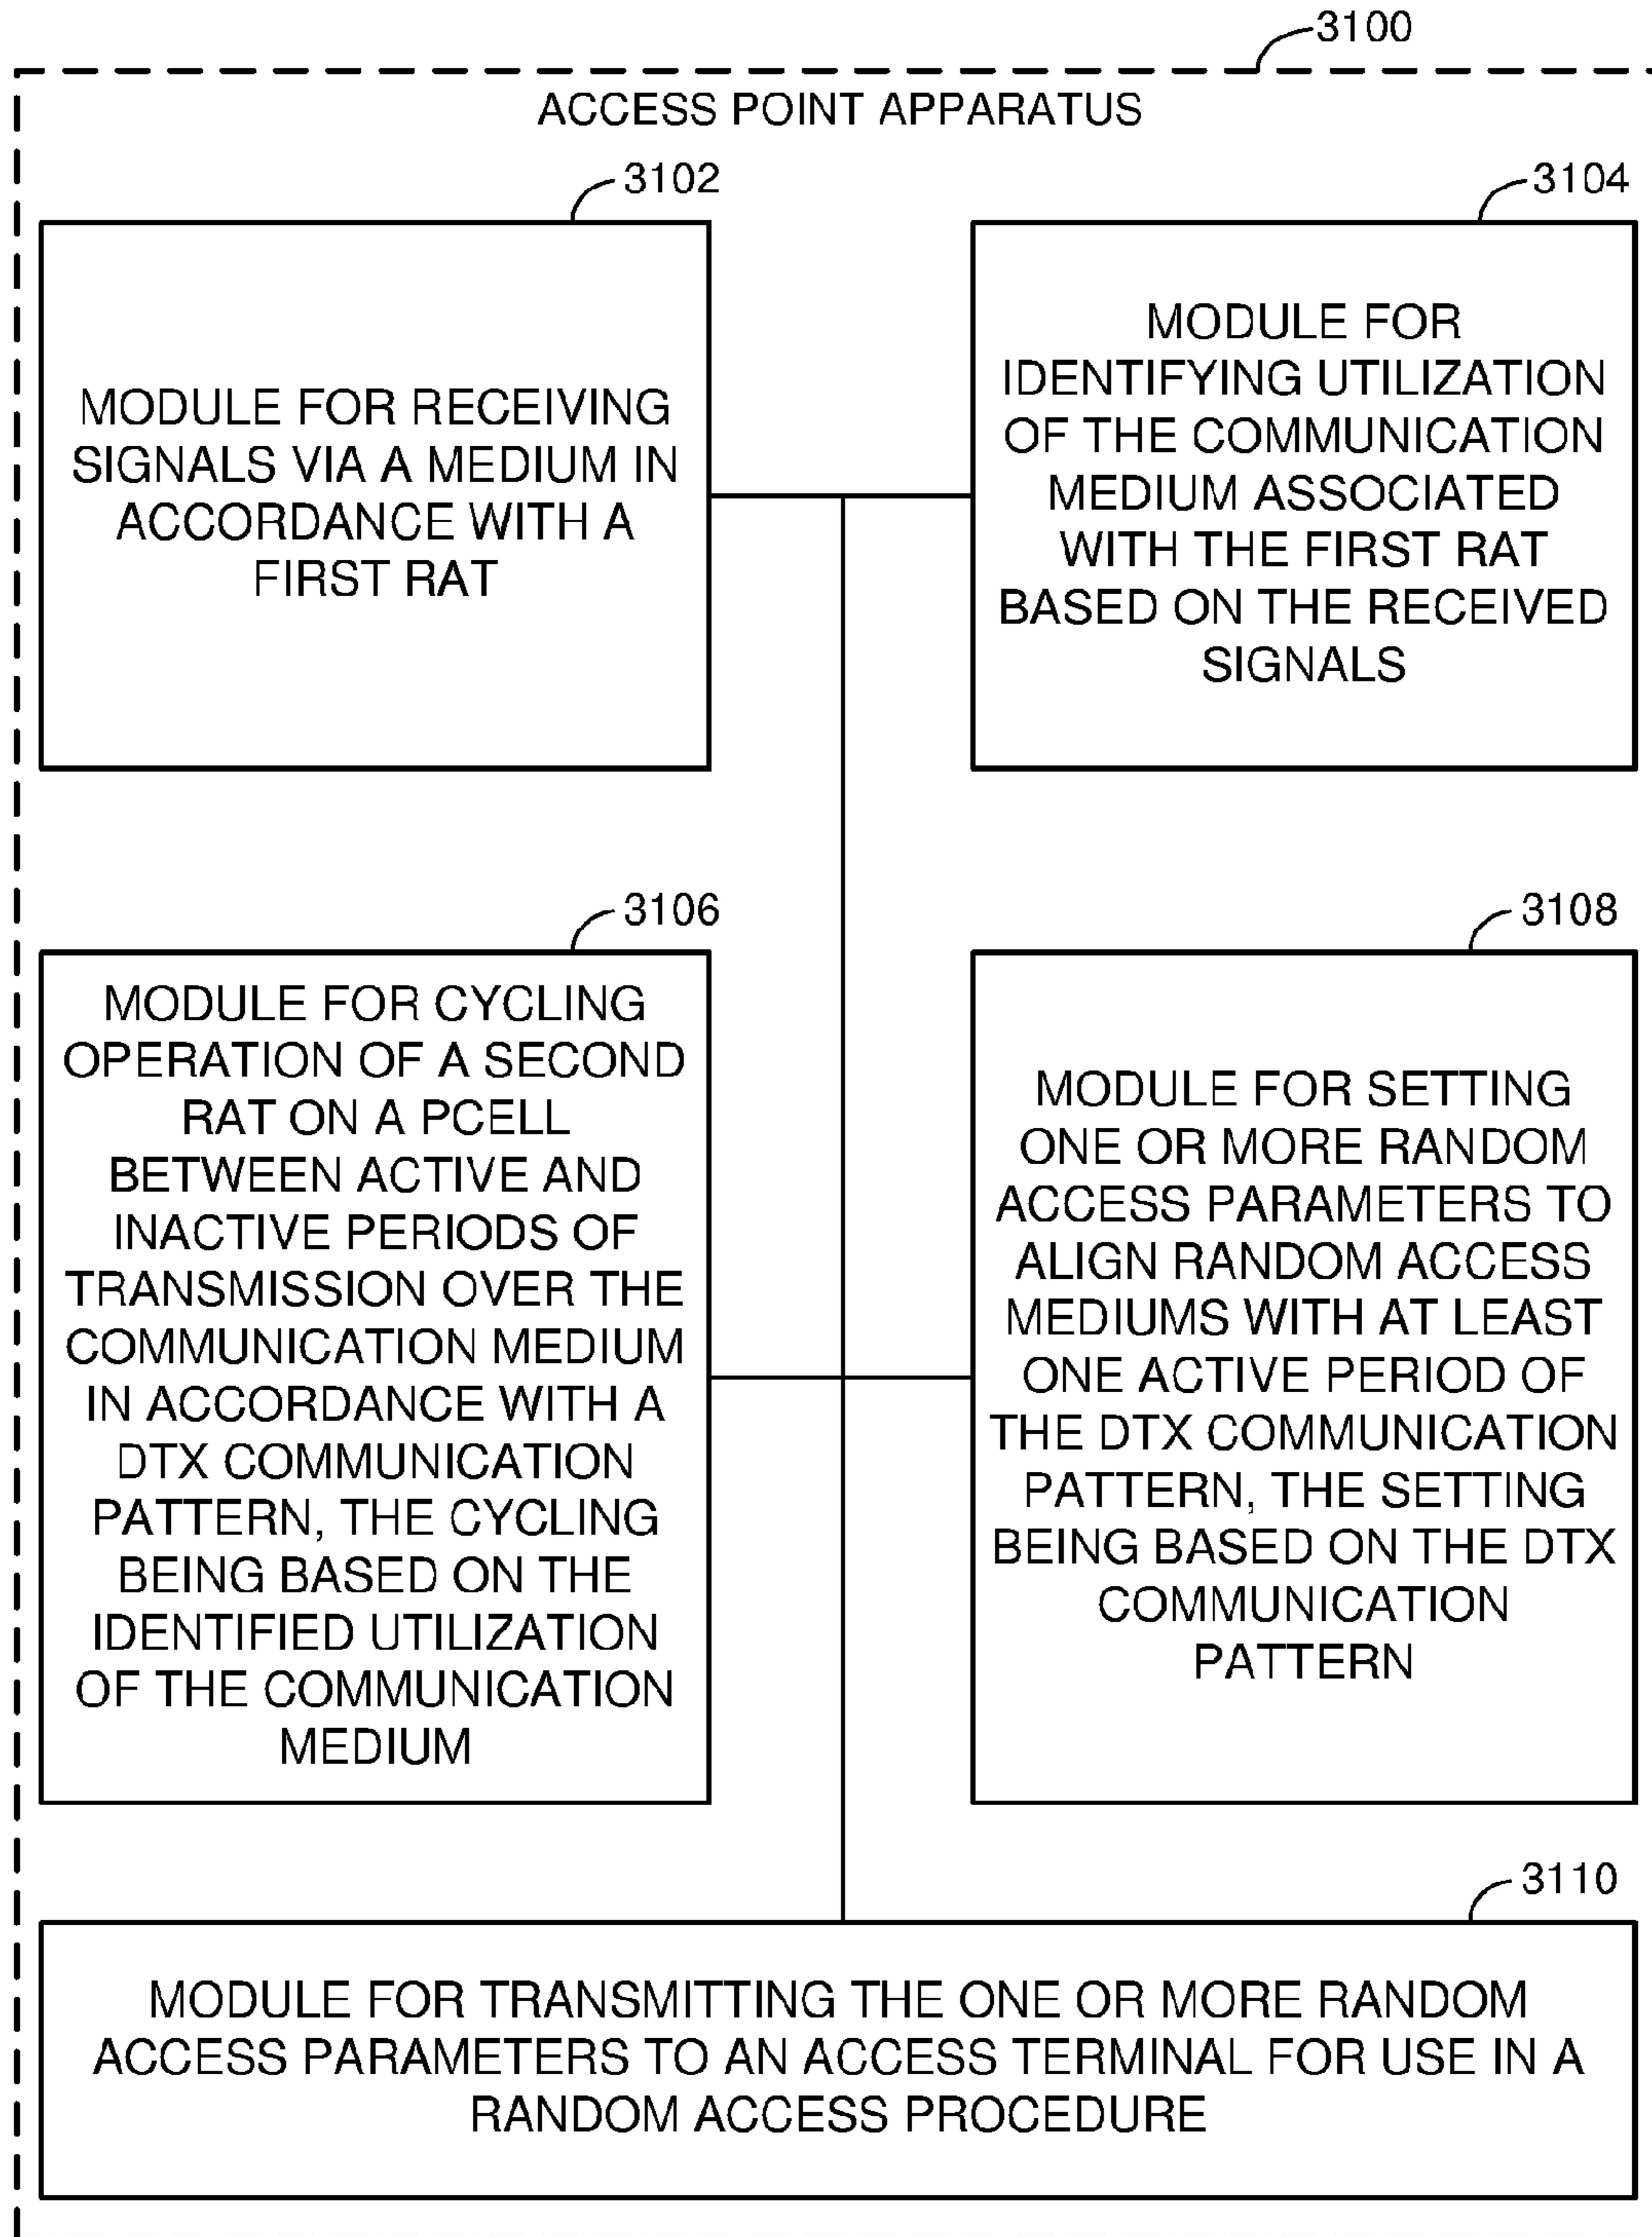 3100
ACCESS POINT APPARATUS
3102
MODULE FOR RECEIVING
SIGNALS VIA A MEDIUM IN
ACCORDANCE WITH A
FIRST RAT
3104
MODULE FOR
IDENTIFYING UTILIZATION
OF THE COMMUNICATION
MEDIUM ASSOCIATED
WITH THE FIRST RAT
BASED ON THE RECEIVED
SIGNALS
3106
MODULE FOR CYCLING
OPERATION OF A SECOND
RAT ON A PCELL
BETWEEN ACTIVE AND
INACTIVE PERIODS OF
TRANSMISSION OVER THE
COMMUNICATION MEDIUM
IN ACCORDANCE WITH A
DTX COMMUNICATION
PATTERN, THE CYCLING
BEING BASED ON THE
IDENTIFIED UTILIZATION
OF THE COMMUNICATION
MEDIUM
3108
MODULE FOR SETTING
ONE OR MORE RANDOM
ACCESS PARAMETERS TO
ALIGN RANDOM ACCESS
MEDIUMS WITH AT LEAST
ONE ACTIVE PERIOD OF
THE DTX COMMUNICATION
PATTERN, THE SETTING
BEING BASED ON THE DTX
COMMUNICATION
PATTERN
3110
MODULE FOR TRANSMITTING THE ONE OR MORE RANDOM
ACCESS PARAMETERS TO AN ACCESS TERMINAL FOR USE IN A
RANDOM ACCESS PROCEDURE